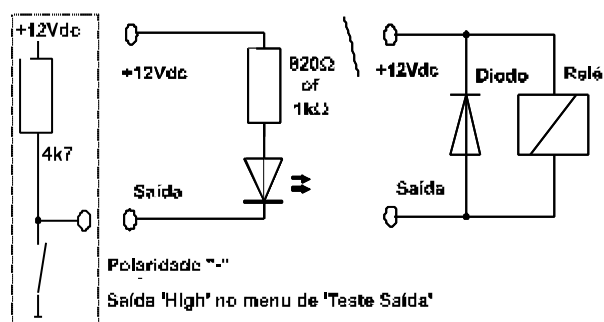 +12Vdc
4k7
+12Vdc
820Ω
of
1kΩ
Saída
+12Vdc
Diodo
Relé
Saída
Polaridade "-"
Saída 'High' no menu de 'Teste Saída'